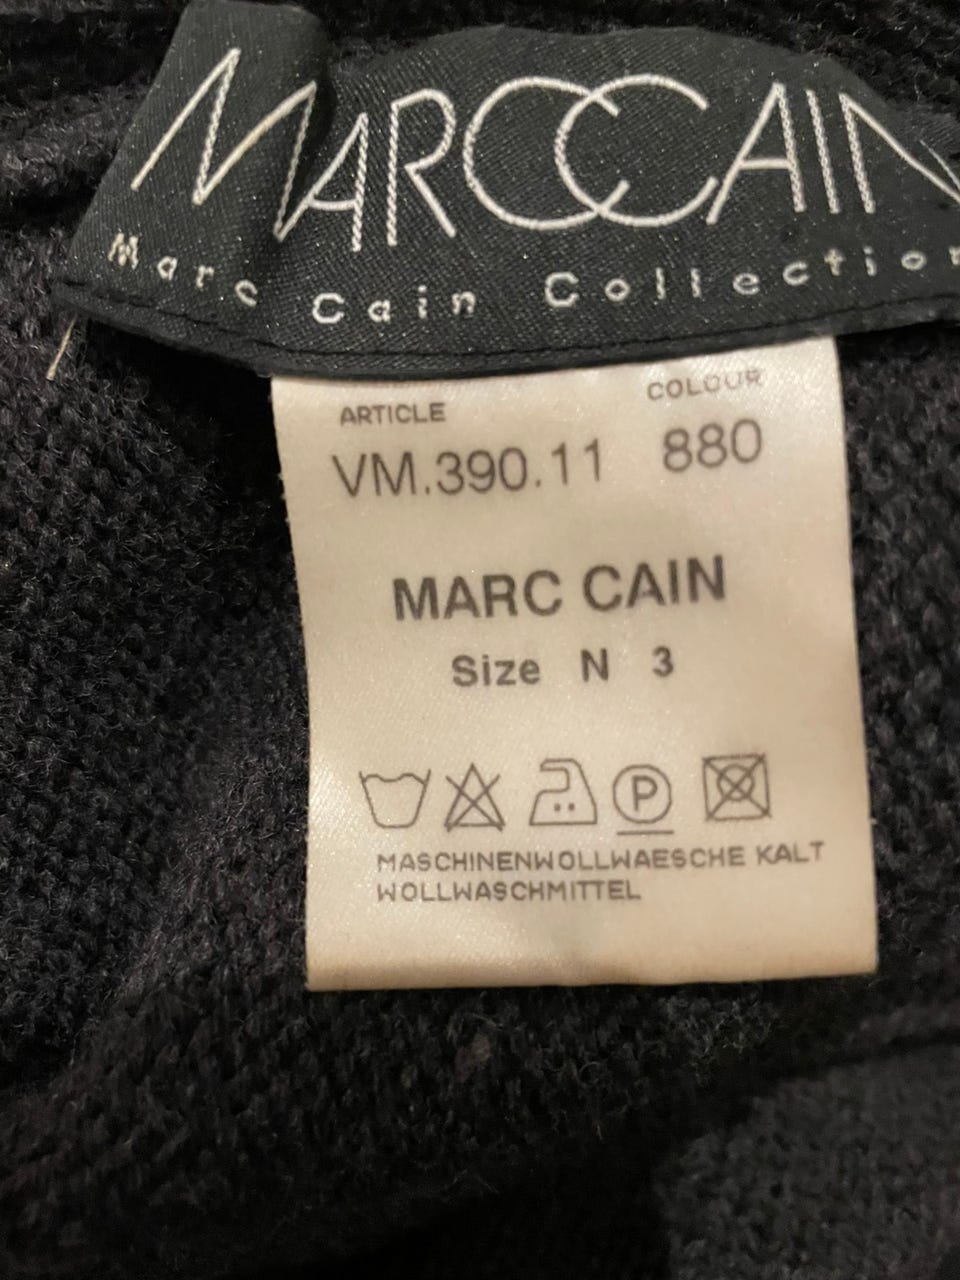 MARCCAIN
Marc Cain Collection
ARTICLE COLOUR
VM.390.11 880
MARC CAIN
Size N 3
P
MASCHINENWOLLWAESCHE KALT
WOLLWASCHMITTEL